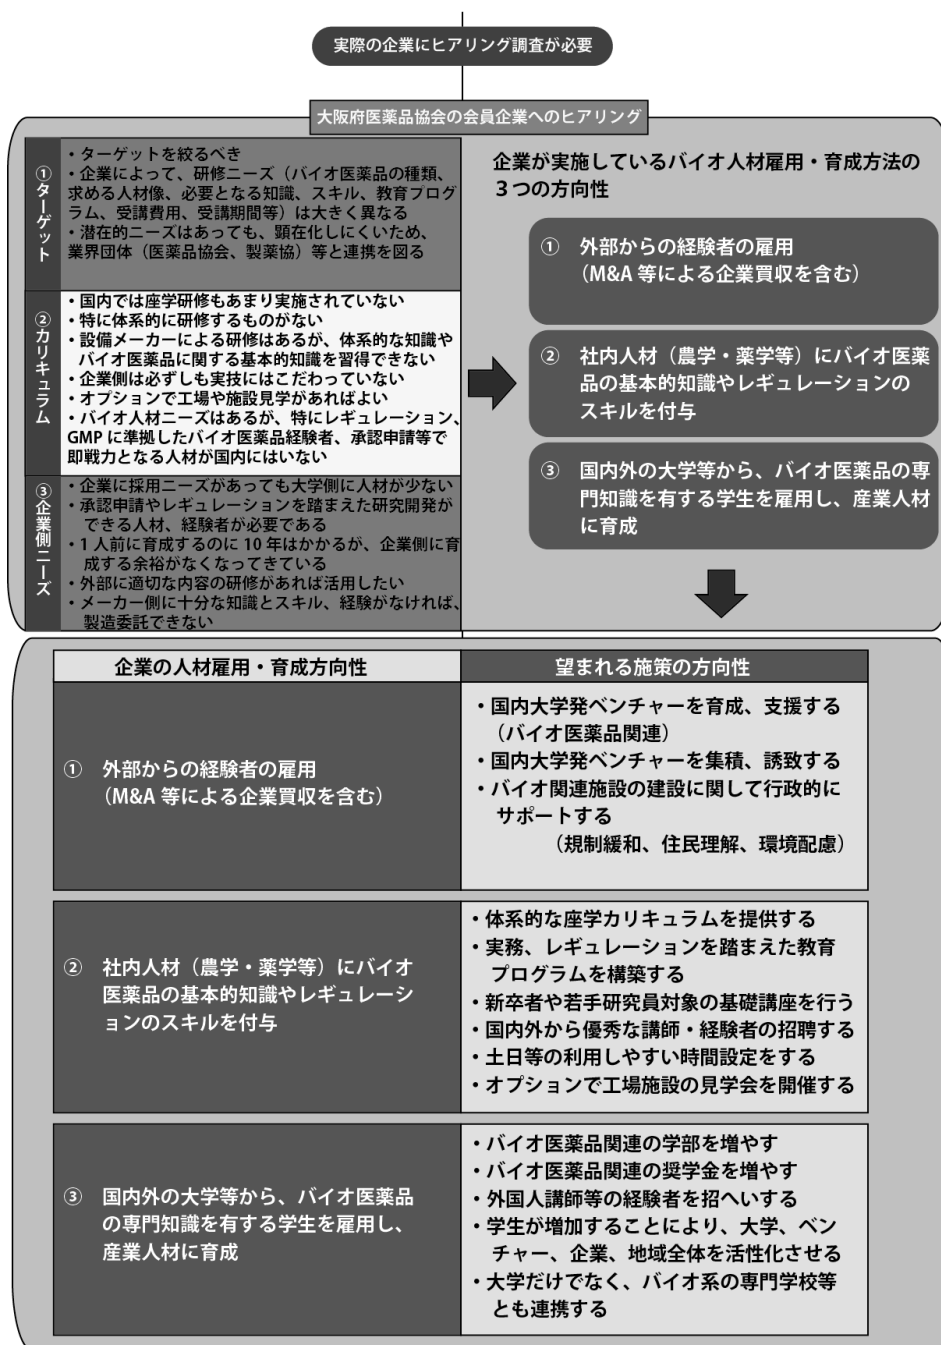 実際の企業にヒアリング調査が必要
大阪府医薬品協会の会員企業へのヒアリング
①ターゲット
・ターゲットを絞るべき
・企業によって、研修ニーズ（バイオ医薬品の種類、
求める人材像、必要となる知識、スキル、教育プログ
ラム、受講費用、受講期間等）は大きく異なる
・潜在的ニーズはあっても、顕在化しにくいため、
業界団体（医薬品協会、製薬協）等と連携を図る
②カリキュラム
・国内では座学研修もあまり実施されていない
・特に体系的に研修するものがない
・設備メーカーによる研修はあるが、体系的な知識や
バイオ医薬品に関する基本的知識を習得できない
・企業側は必ずしも実技にはこだわっていない
・オプションで工場や施設見学があればよい
・バイオ人材ニーズはあるが、特にレギュレーション、
GMPに準拠したバイオ医薬品経験者、承認申請等で
即戦力となる人材が国内にはいない
③企業側ニーズ
・企業に採用ニーズがあっても大学側に人材が少ない
・承認申請やレギュレーションを踏まえた研究開発が
できる人材、経験者が必要である
・1人前に育成するのに10年はかかるが、企業側に育
成する余裕がなくなってきている
・外部に適切な内容の研修があれば活用したい
・メーカー側に十分な知識とスキル、経験がなければ、
製造委託できない
企業が実施しているバイオ人材雇用・育成方法の
３つの方向性
① 外部からの経験者の雇用
（M&A等による企業買収を含む）
② 社内人材（農学・薬学等）にバイオ医薬
品の基本的知識やレギュレーションの
スキルを付与
③ 国内外の大学等から、バイオ医薬品の専
門知識を有する学生を雇用し、産業人材
に育成
企業の人材雇用・育成方向性
望まれる施策の方向性
① 外部からの経験者の雇用
（M&A等による企業買収を含む）
・国内大学発ベンチャーを育成、支援する
（バイオ医薬品関連）
・国内大学発ベンチャーを集積、誘致する
・バイオ関連施設の建設に関して行政的に
サポートする
（規制緩和、住民理解、環境配慮）
② 社内人材（農学・薬学等）にバイオ
医薬品の基本的知識やレギュレーシ
ョンのスキルを付与
・体系的な座学カリキュラムを提供する
・実務、レギュレーションを踏まえた教育
プログラムを構築する
・新卒者や若手研究員対象の基礎講座を行う
・国内外から優秀な講師・経験者の招聘する
・土日等の利用しやすい時間設定をする
・オプションで工場施設の見学会を開催する
③ 国内外の大学等から、バイオ医薬品
の専門知識を有する学生を雇用し、
産業人材に育成
・バイオ医薬品関連の学部を増やす
・バイオ医薬品関連の奨学金を増やす
・外国人講師等の経験者を招へいする
・学生が増加することにより、大学、ベン
チャー、企業、地域全体を活性化させる
・大学だけでなく、バイオ系の専門学校等
とも連携する